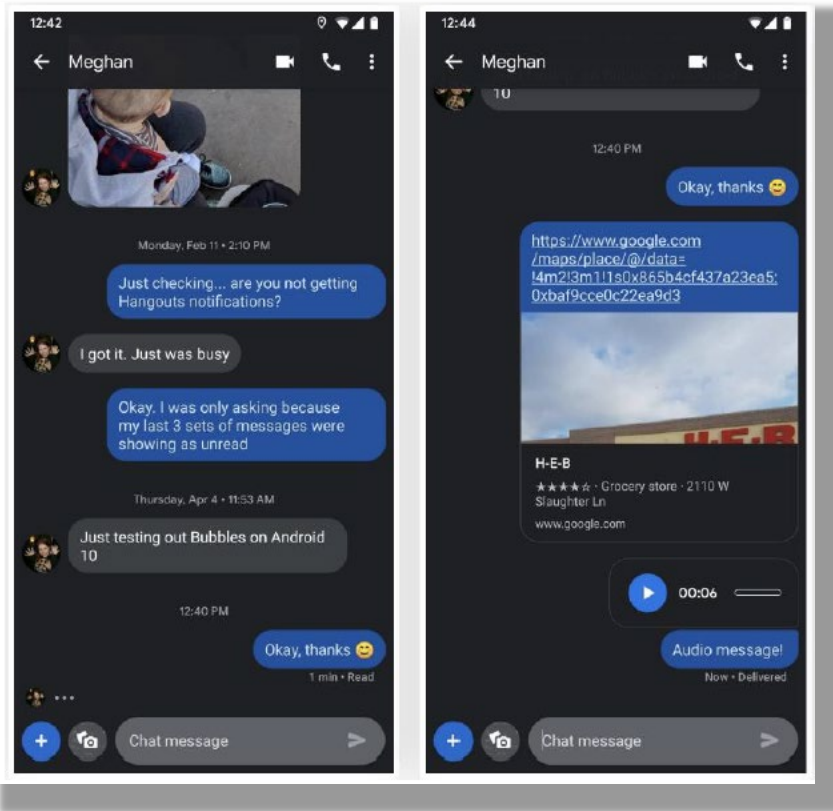 12:42
Meghan
Monday, Feb 11 • 2:10 PM
Just checking... are you not getting
Hangouts notifications?
I got it. Just was busy
Okay. I was only asking because
my last 3 sets of messages were
showing as unread
Thursday, Apr 4 • 11:53 AM
Just testing out Bubbles on Android
10
12:40 PM
Okay, thanks 😊
1 min • Read
Chat message
12:44
Meghan
10
12:40 PM
Okay, thanks 😊
https://www.google.com
/maps/place/@/data=
!4m2!3m1!1s0x865b4cf437a23ea5:
0xbaf9cce0c22ea9d3
H-E-B
H-E-B
★★★★☆ · Grocery store · 2110 W
Slaughter Ln
www.google.com
00:06
Audio message!
Now • Delivered
Chat message